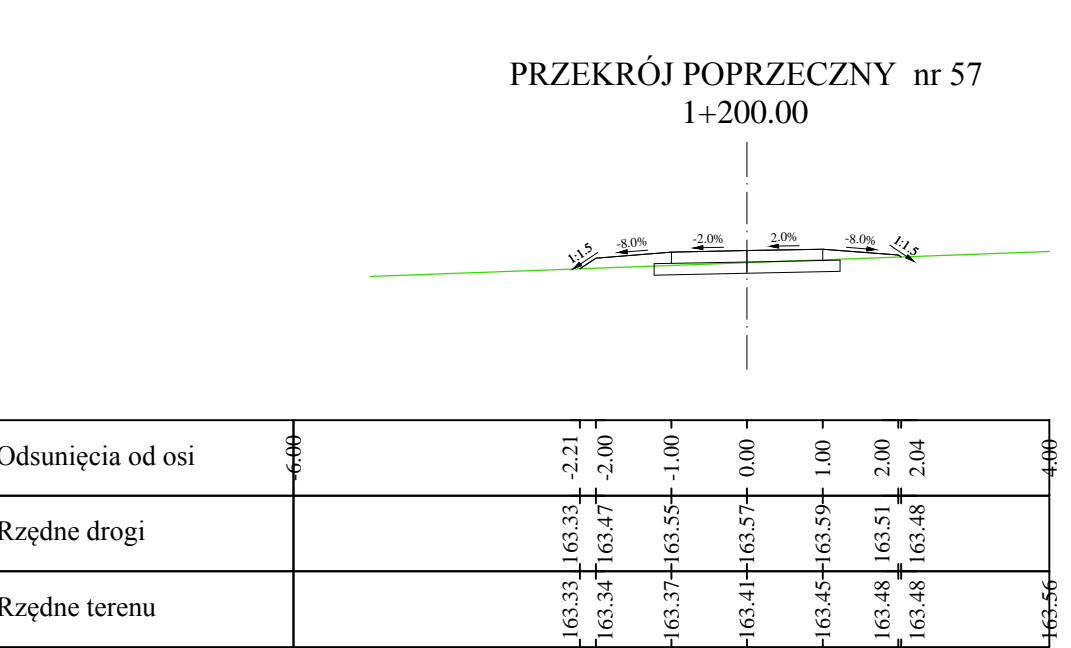 PRZEKRÓJ POPRZECZNY nr 57
1+200.00
1:1.5 -8.0% -2.0% 2.0% -8.0% 1:1.5
Odsunięcia od osi -6.00 -2.21 -2.00 -1.00 0.00 1.00 2.00 2.04 4.00
Rzędne drogi 163.33 163.47 163.55 163.57 163.59 163.51 163.48
Rzędne terenu 163.33 163.34 163.37 163.41 163.45 163.48 163.48 163.56